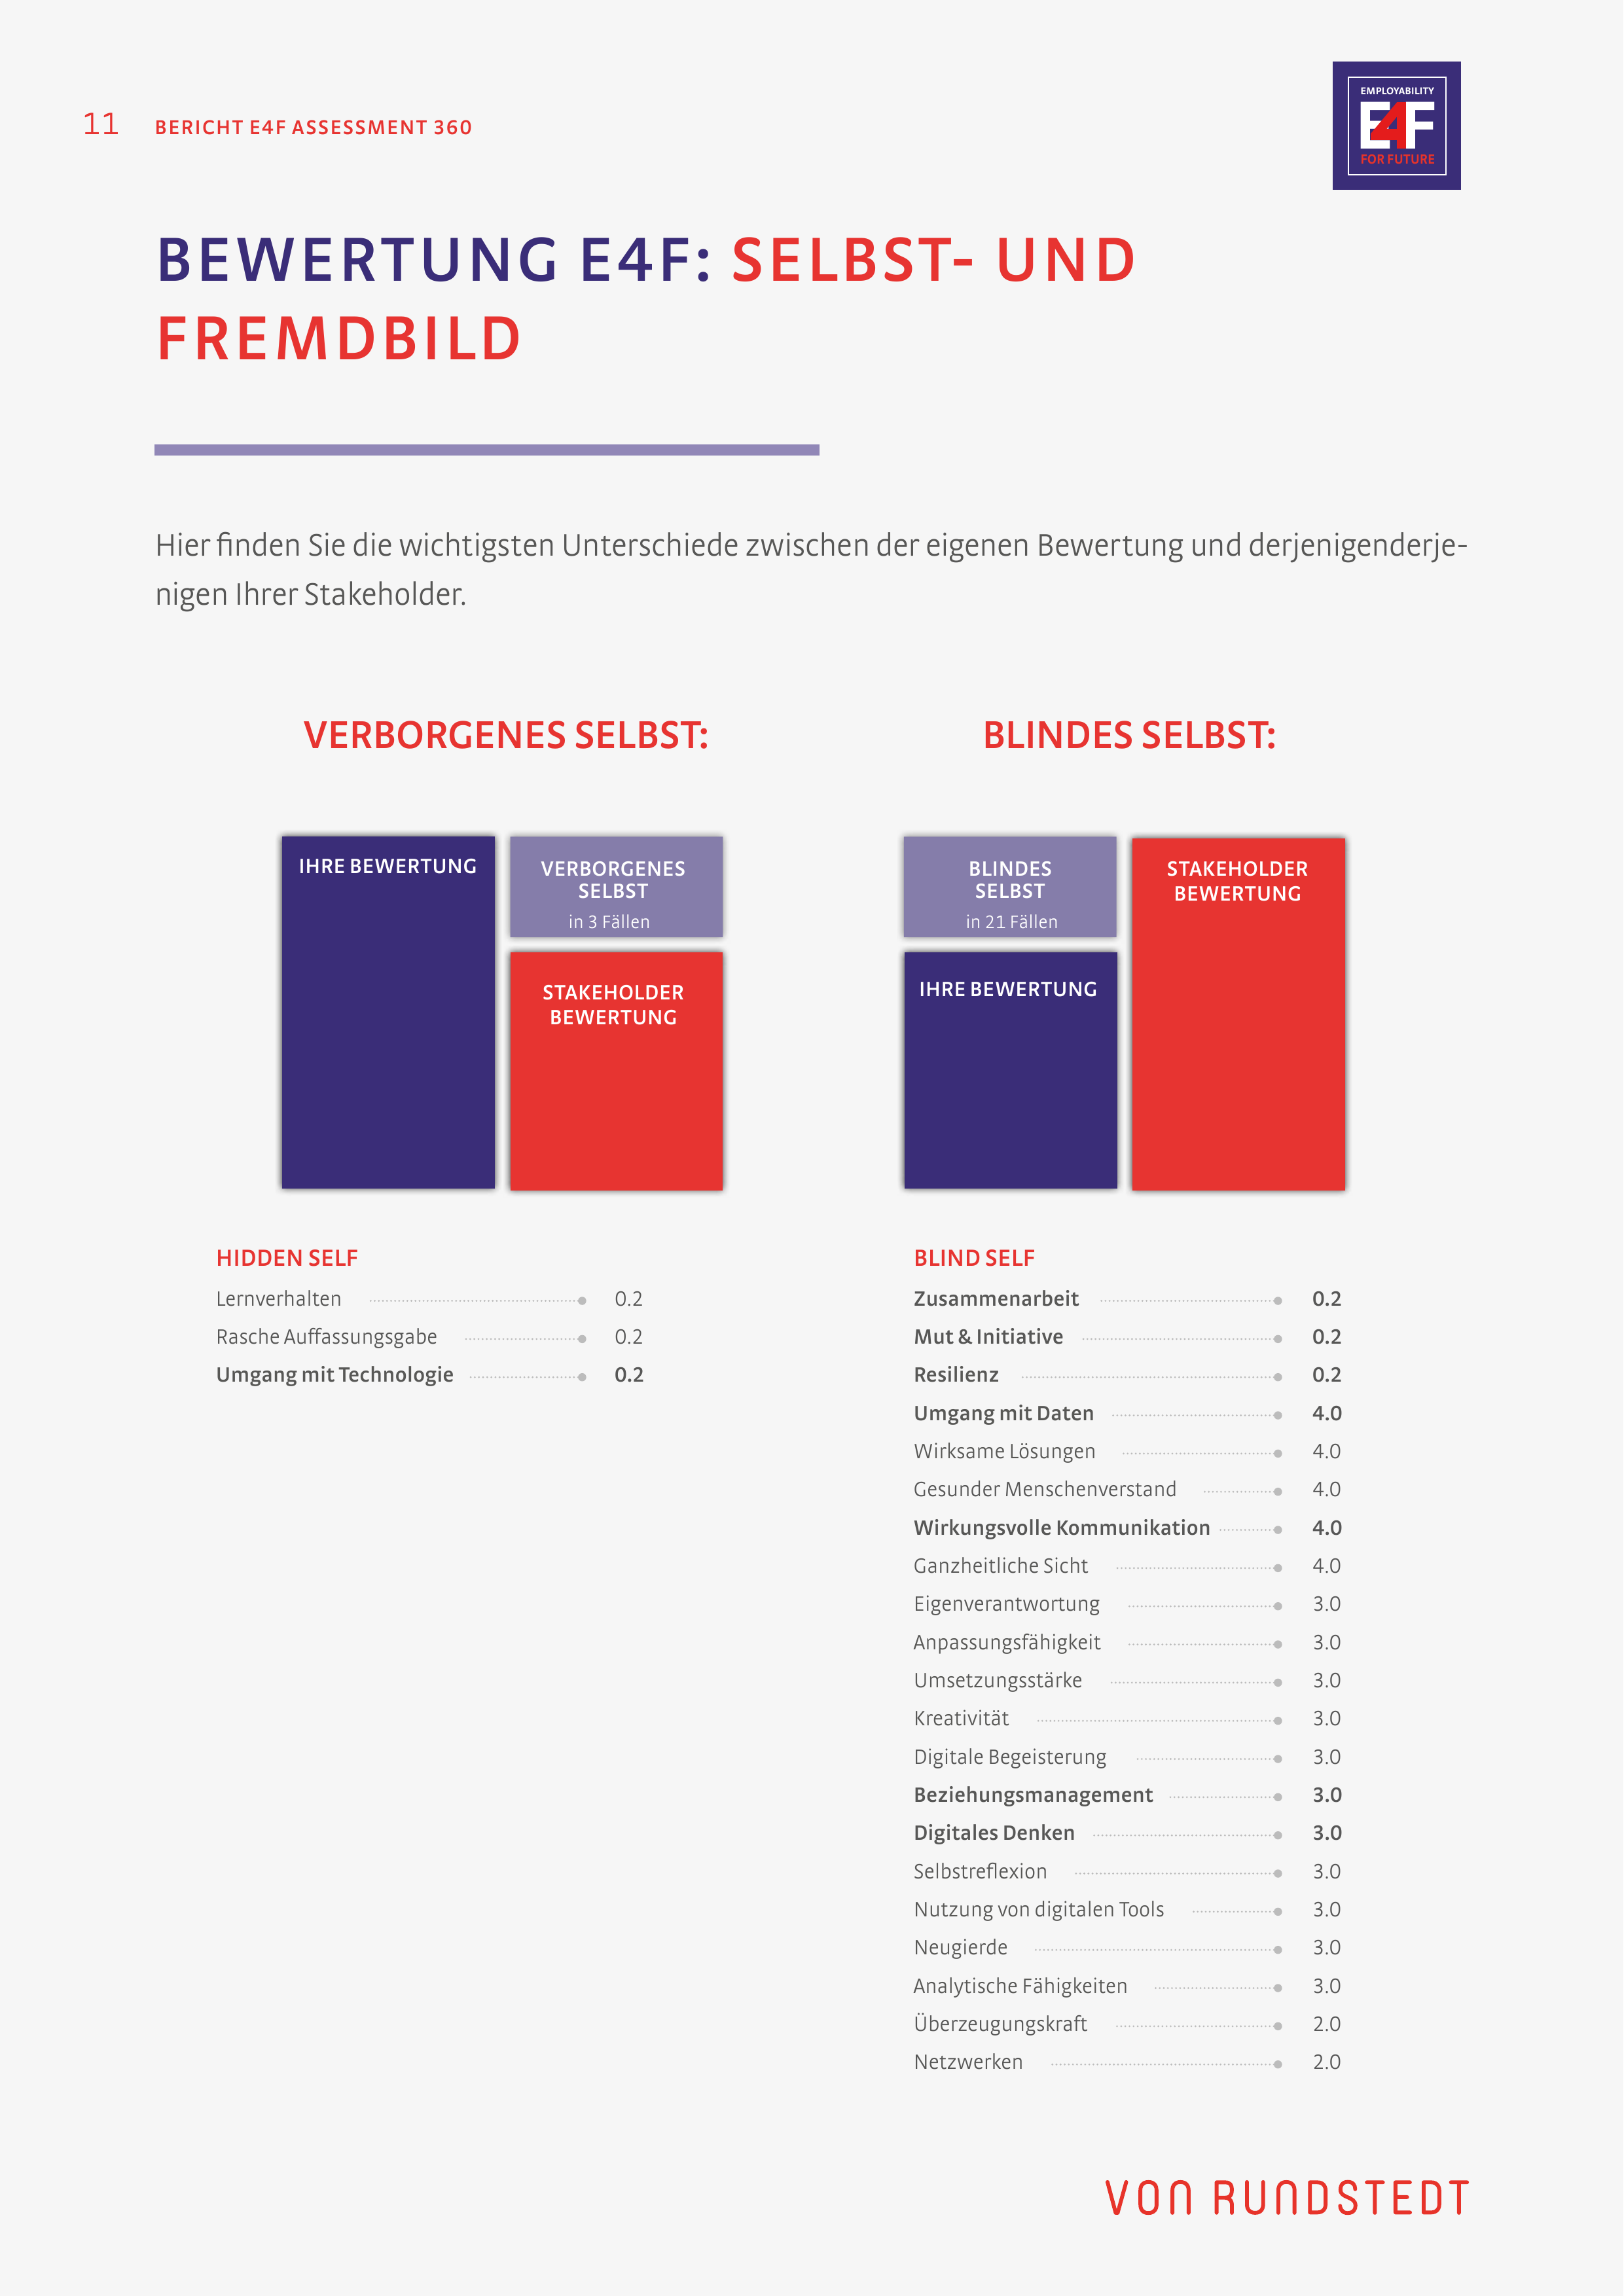 11 BERICHT E4F ASSESSMENT 360
EMPLOYABILITY
E4F
FOR FUTURE
BEWERTUNG E4F: SELBST- UND
FREMDBILD
Hier finden Sie die wichtigsten Unterschiede zwischen der eigenen Bewertung und derjenigenderje-
nigen Ihrer Stakeholder.
VERBORGENES SELBST:
IHRE BEWERTUNG
VERBORGENES
SELBST
in 3 Fällen
STAKEHOLDER
BEWERTUNG
HIDDEN SELF
Lernverhalten 0.2
Rasche Auffassungsgabe 0.2
Umgang mit Technologie 0.2
BLINDES SELBST:
BLINDES
SELBST
in 21 Fällen
IHRE BEWERTUNG
STAKEHOLDER
BEWERTUNG
BLIND SELF
Zusammenarbeit 0.2
Mut & Initiative 0.2
Resilienz 0.2
Umgang mit Daten 4.0
Wirksame Lösungen 4.0
Gesunder Menschenverstand 4.0
Wirkungsvolle Kommunikation 4.0
Ganzheitliche Sicht 4.0
Eigenverantwortung 3.0
Anpassungsfähigkeit 3.0
Umsetzungsstärke 3.0
Kreativität 3.0
Digitale Begeisterung 3.0
Beziehungsmanagement 3.0
Digitales Denken 3.0
Selbstreflexion 3.0
Nutzung von digitalen Tools 3.0
Neugierde 3.0
Analytische Fähigkeiten 3.0
Überzeugungskraft 2.0
Netzwerken 2.0
VON RUNDSTEDT